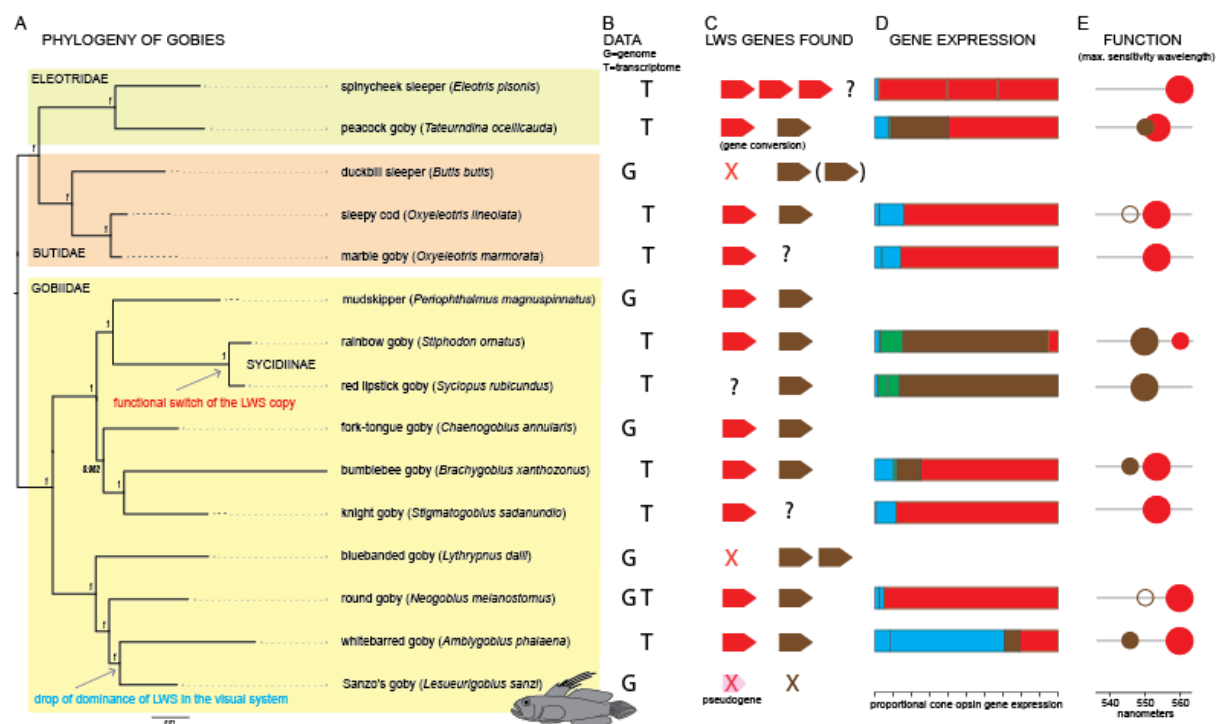 A
PHYLOGENY OF GOBIES
B
DATA
G=genome
T=transcriptome
C
LWS GENES FOUND
D
GENE EXPRESSION
E
FUNCTION
(max. sensitivity wavelength)
ELEOTRIDAE
spinycheek sleeper (Eleotris pisonis)
T
?
peacock goby (Tateurndina ocellicauda)
T
(gene conversion)
duckbill sleeper (Butis butis)
G
X
( )
sleepy cod (Oxyeleotris lineolata)
T
BUTIDAE
marble goby (Oxyeleotris marmorata)
T
?
GOBIIDAE
mudskipper (Periophthalmus magnuspinnatus)
G
rainbow goby (Stiphodon ornatus)
T
SYCIDIINAE
red lipstick goby (Syciopus rubicundus)
T
?
functional switch of the LWS copy
fork-tongue goby (Chaenogobius annularis)
G
0.982
bumblebee goby (Brachygobius xanthozonus)
T
knight goby (Stigmatogobius sadanundio)
T
?
bluebanded goby (Lythrypnus dalli)
G
X
round goby (Neogobius melanostomus)
G T
whitebarred goby (Amblygobius phalaena)
T
drop of dominance of LWS in the visual system
Sanzo's goby (Lesueurigobius sanzi)
G
X
X
pseudogene
proportional cone opsin gene expression
540 550 560
nanometers